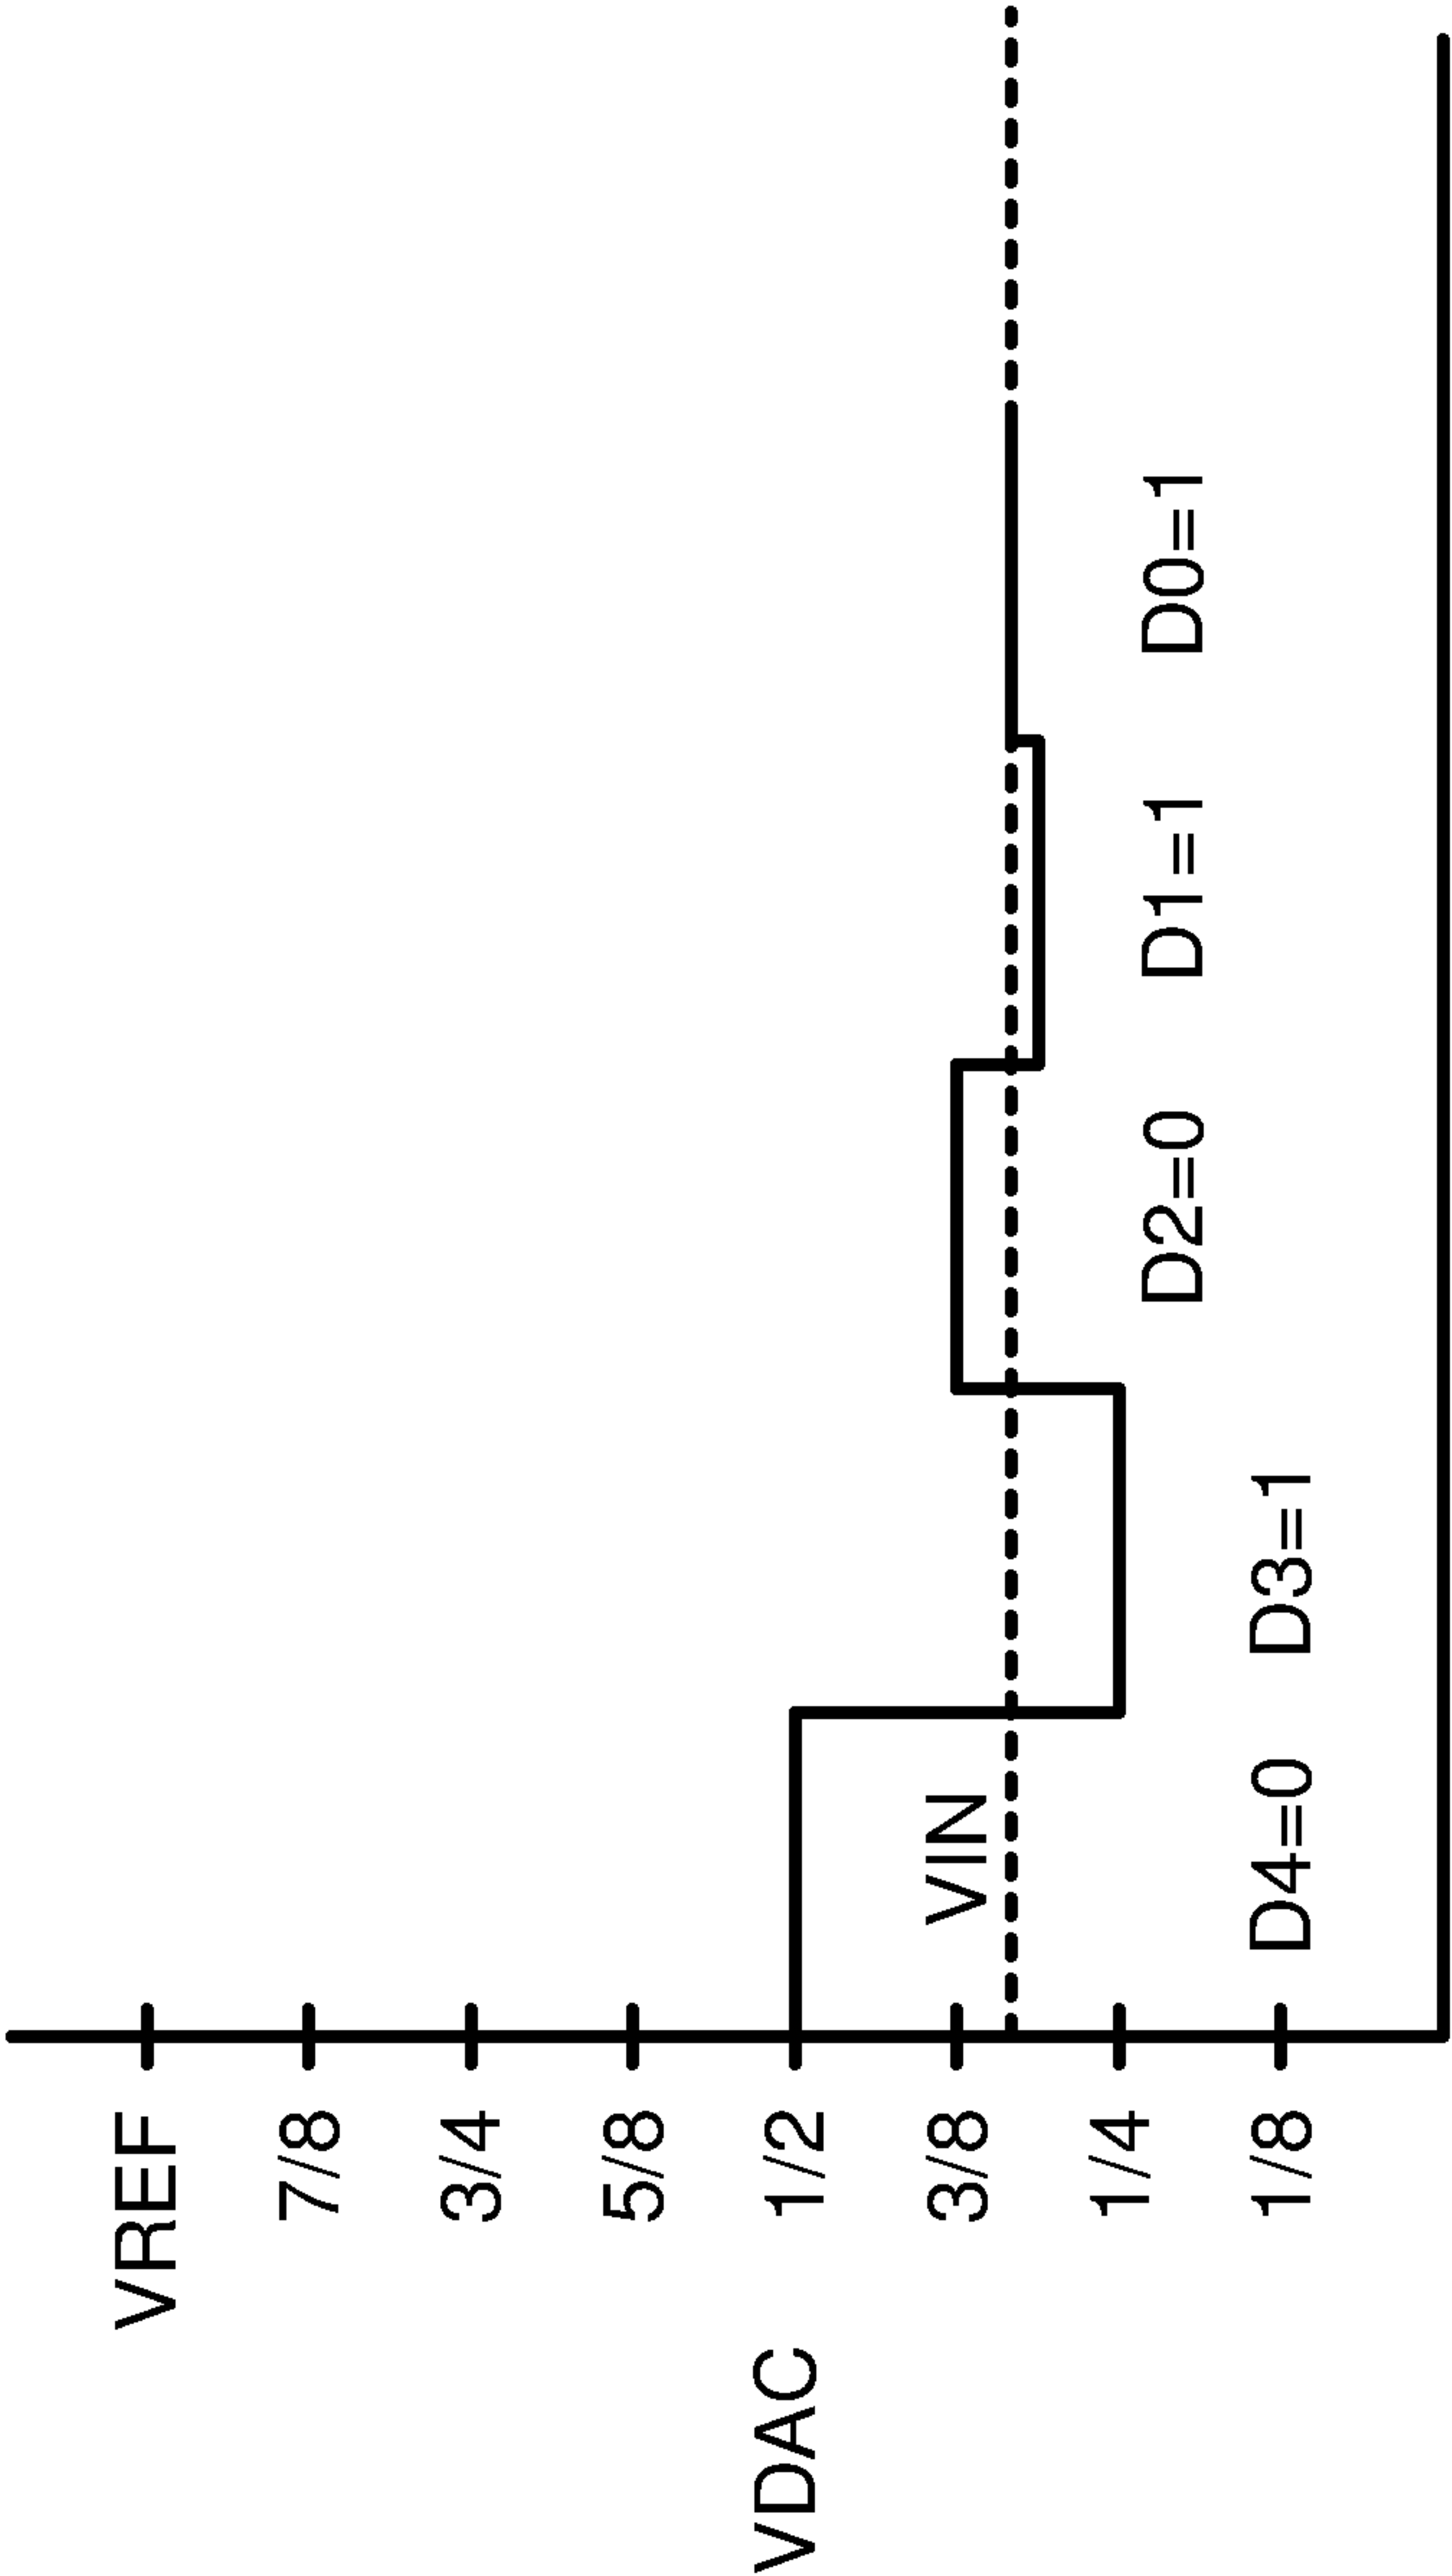 VREF
7/8
3/4
5/8
VDAC
1/2
3/8
VIN
1/4
D2=0
D1=1
D0=1
1/8
D4=0
D3=1